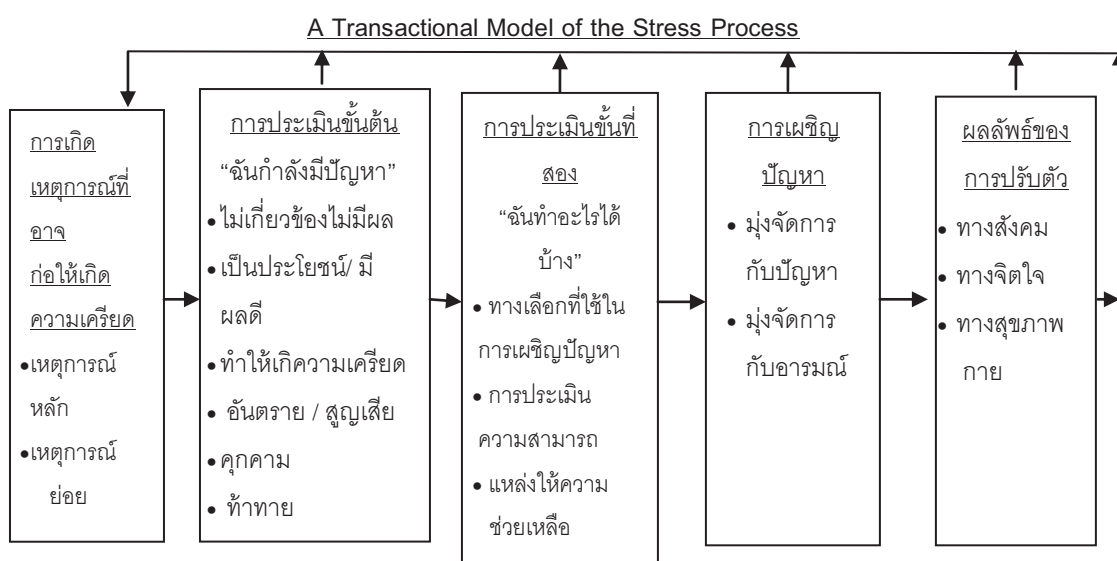 A Transactional Model of the Stress Process
การเกิด
เหตุการณ์ที่
อาจ
ก่อให้เกิด
ความเครียด
•เหตุการณ์
หลัก
•เหตุการณ์
ย่อย
การประเมินขั้นต้น
“ฉันกำลังมีปัญหา”
•ไม่เกี่ยวข้องไม่มีผล
•เป็นประโยชน์/ มี
ผลดี
•ทำให้เกิความเครียด
• อันตราย / สูญเสีย
•คุกคาม
• ท้าทาย
การประเมินขั้นที่
สอง
“ฉันทำอะไรได้
บ้าง”
• ทางเลือกที่ใช้ใน
การเผชิญปัญหา
• การประเมิน
ความสามารถ
• แหล่งให้ความ
ช่วยเหลือ
การเผชิญ
ปัญหา
• มุ่งจัดการ
กับปัญหา
• มุ่งจัดการ
กับอารมณ์
ผลลัพธ์ของ
การปรับตัว
• ทางสังคม
• ทางจิตใจ
• ทางสุขภาพ
กาย